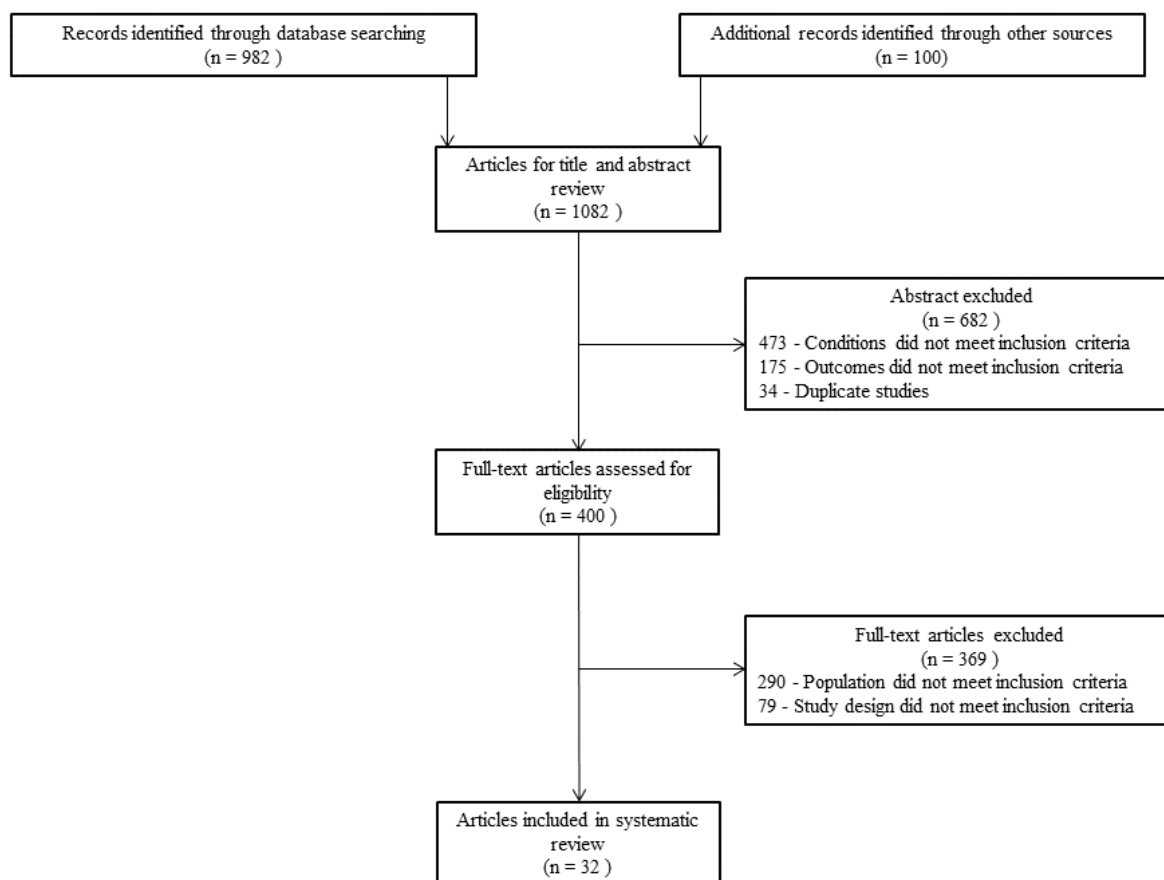 Records identified through database searching
(n = 982 )
Additional records identified through other sources
(n = 100)
Articles for title and abstract
review
(n = 1082 )
Abstract excluded
(n = 682 )
473 - Conditions did not meet inclusion criteria
175 - Outcomes did not meet inclusion criteria
34 - Duplicate studies
Full-text articles assessed for
eligibility
(n = 400 )
Full-text articles excluded
(n = 369 )
290 - Population did not meet inclusion criteria
79 - Study design did not meet inclusion criteria
Articles included in systematic
review
(n = 32 )